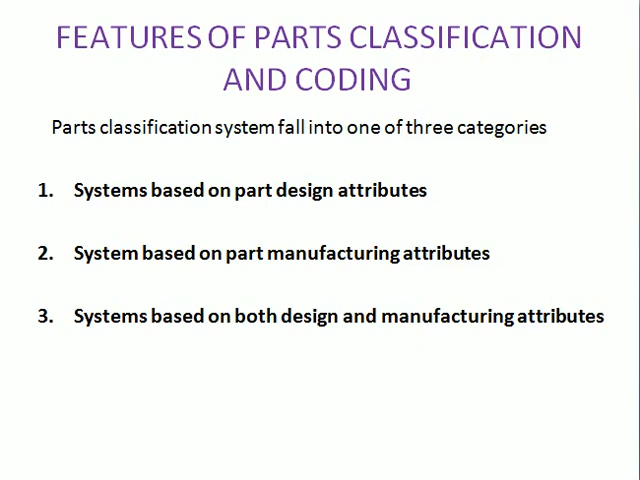 FEATURES OF PARTS CLASSIFICATION
AND CODING
Parts classification system fall into one of three categories
1. Systems based on part design attributes
2. System based on part manufacturing attributes
3. Systems based on both design and manufacturing attributes